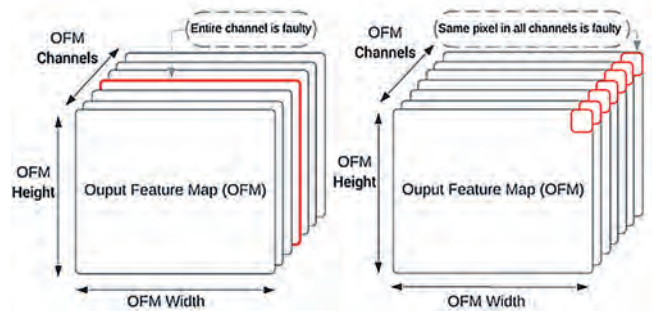 OFM
Channels
(Entire channel is faulty)
OFM
Height
Ouput Feature Map (OFM)
OFM Width
OFM
Channels
(Same pixel in all channels is faulty)
OFM
Height
Ouput Feature Map (OFM)
OFM Width